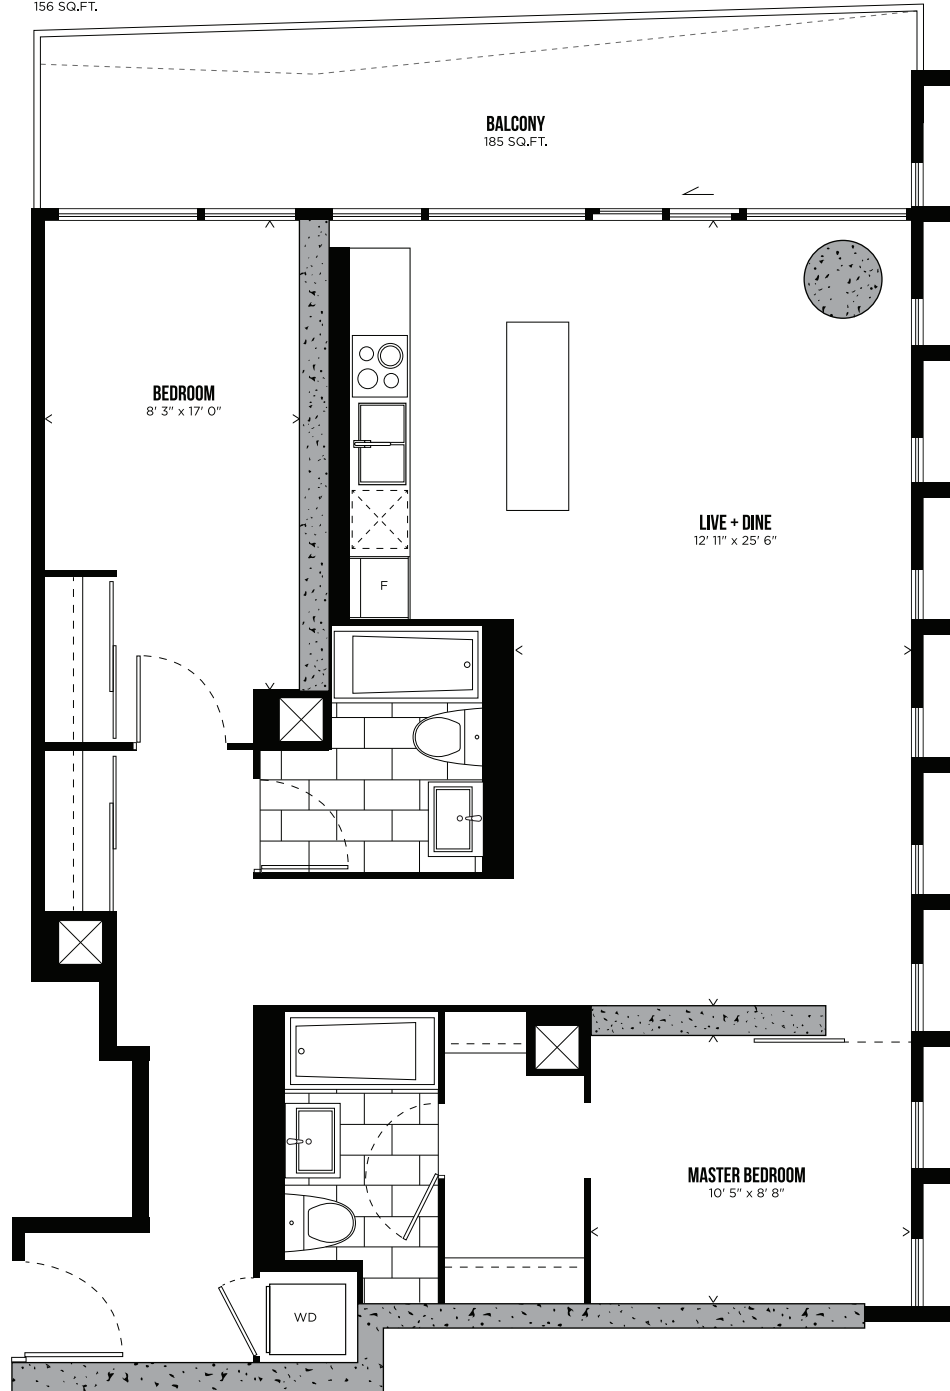 156 SQ.FT.
BALCONY
185 SQ.FT.
BEDROOM
8' 3" x 17' 0"
LIVE + DINE
12' 11" x 25' 6"
F
MASTER BEDROOM
10' 5" x 8' 8"
WD